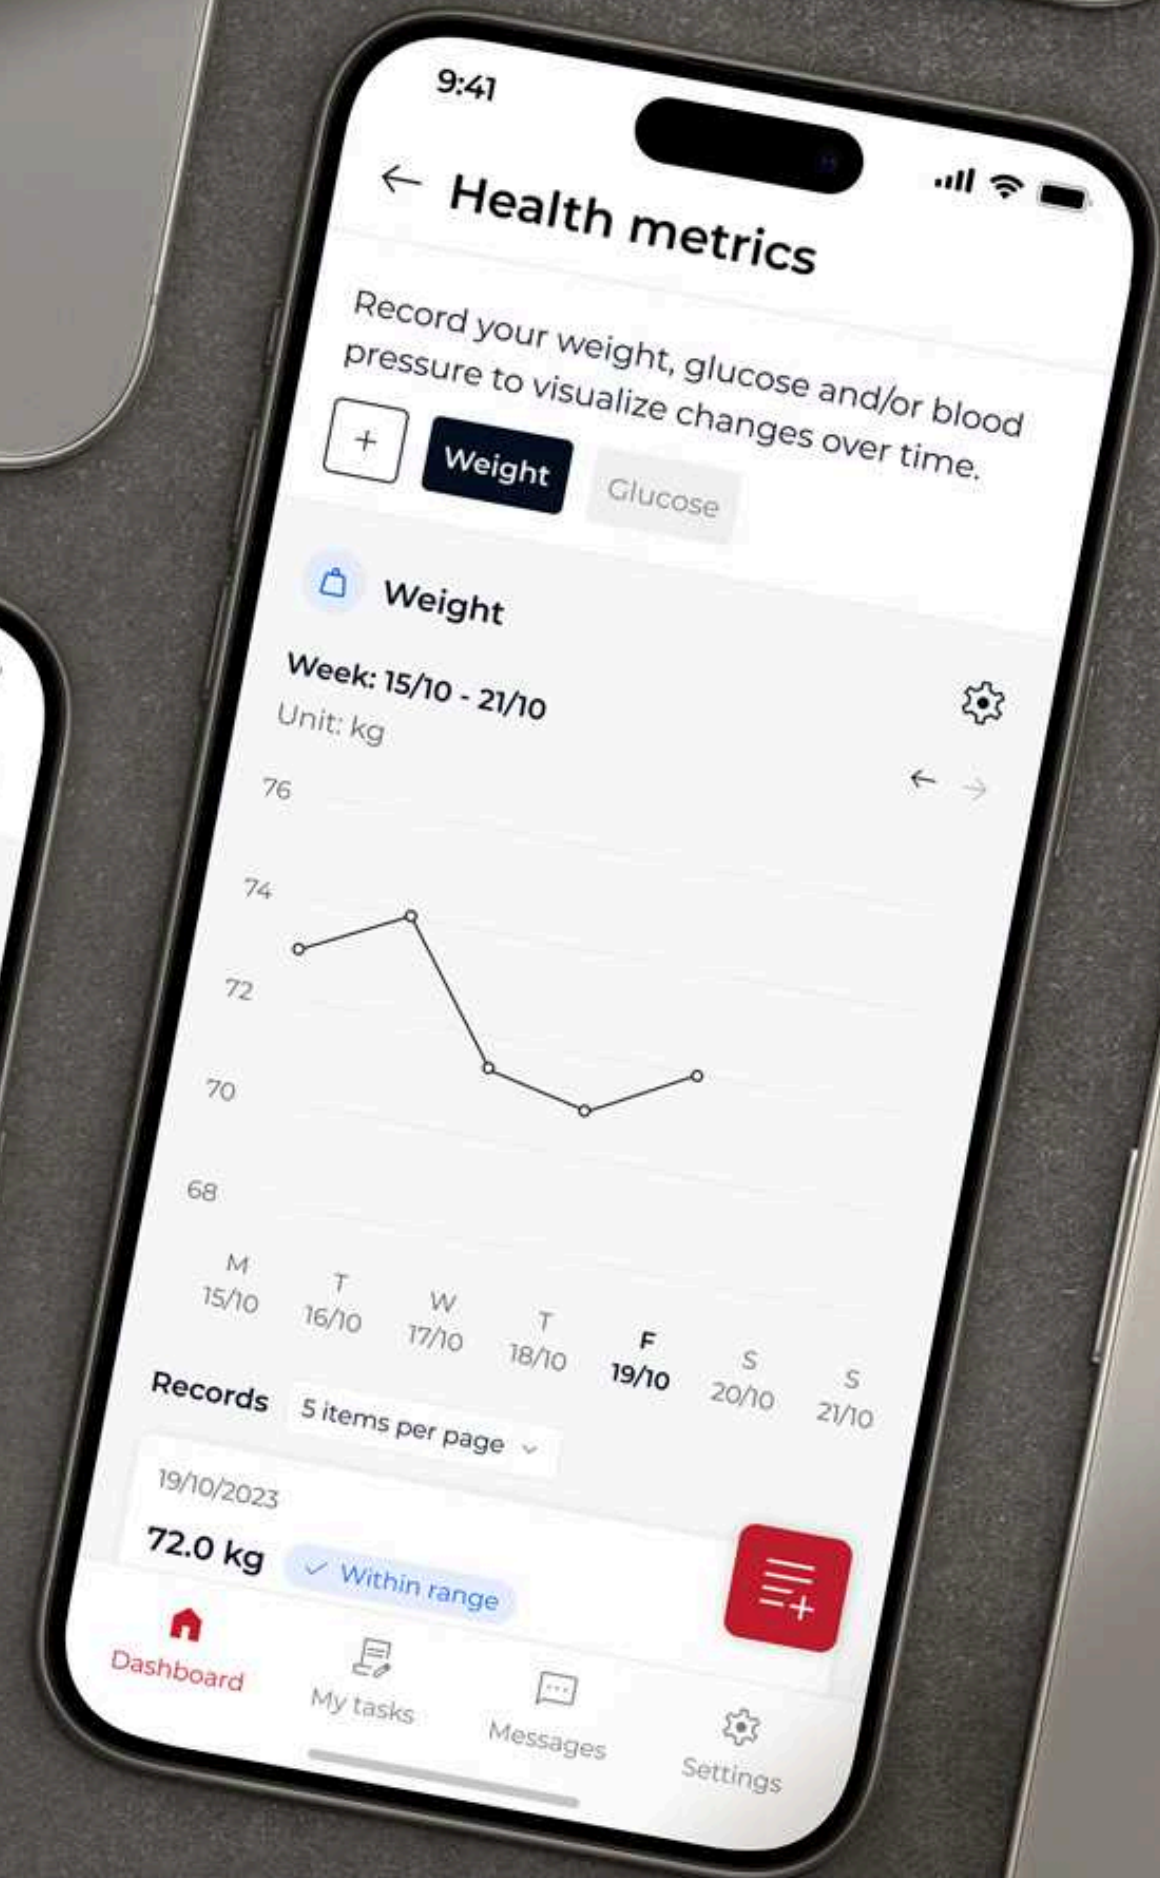 9:41
Health metrics
Record your weight, glucose and/or blood
pressure to visualize changes over time.
+ Weight Glucose
Weight
Week: 15/10 - 21/10
Unit: kg
76
74
72
70
68
M T W T F S S
15/10 16/10 17/10 18/10 19/10 20/10 21/10
Records 5 items per page
19/10/2023
72.0 kg Within range
Dashboard My tasks Messages Settings